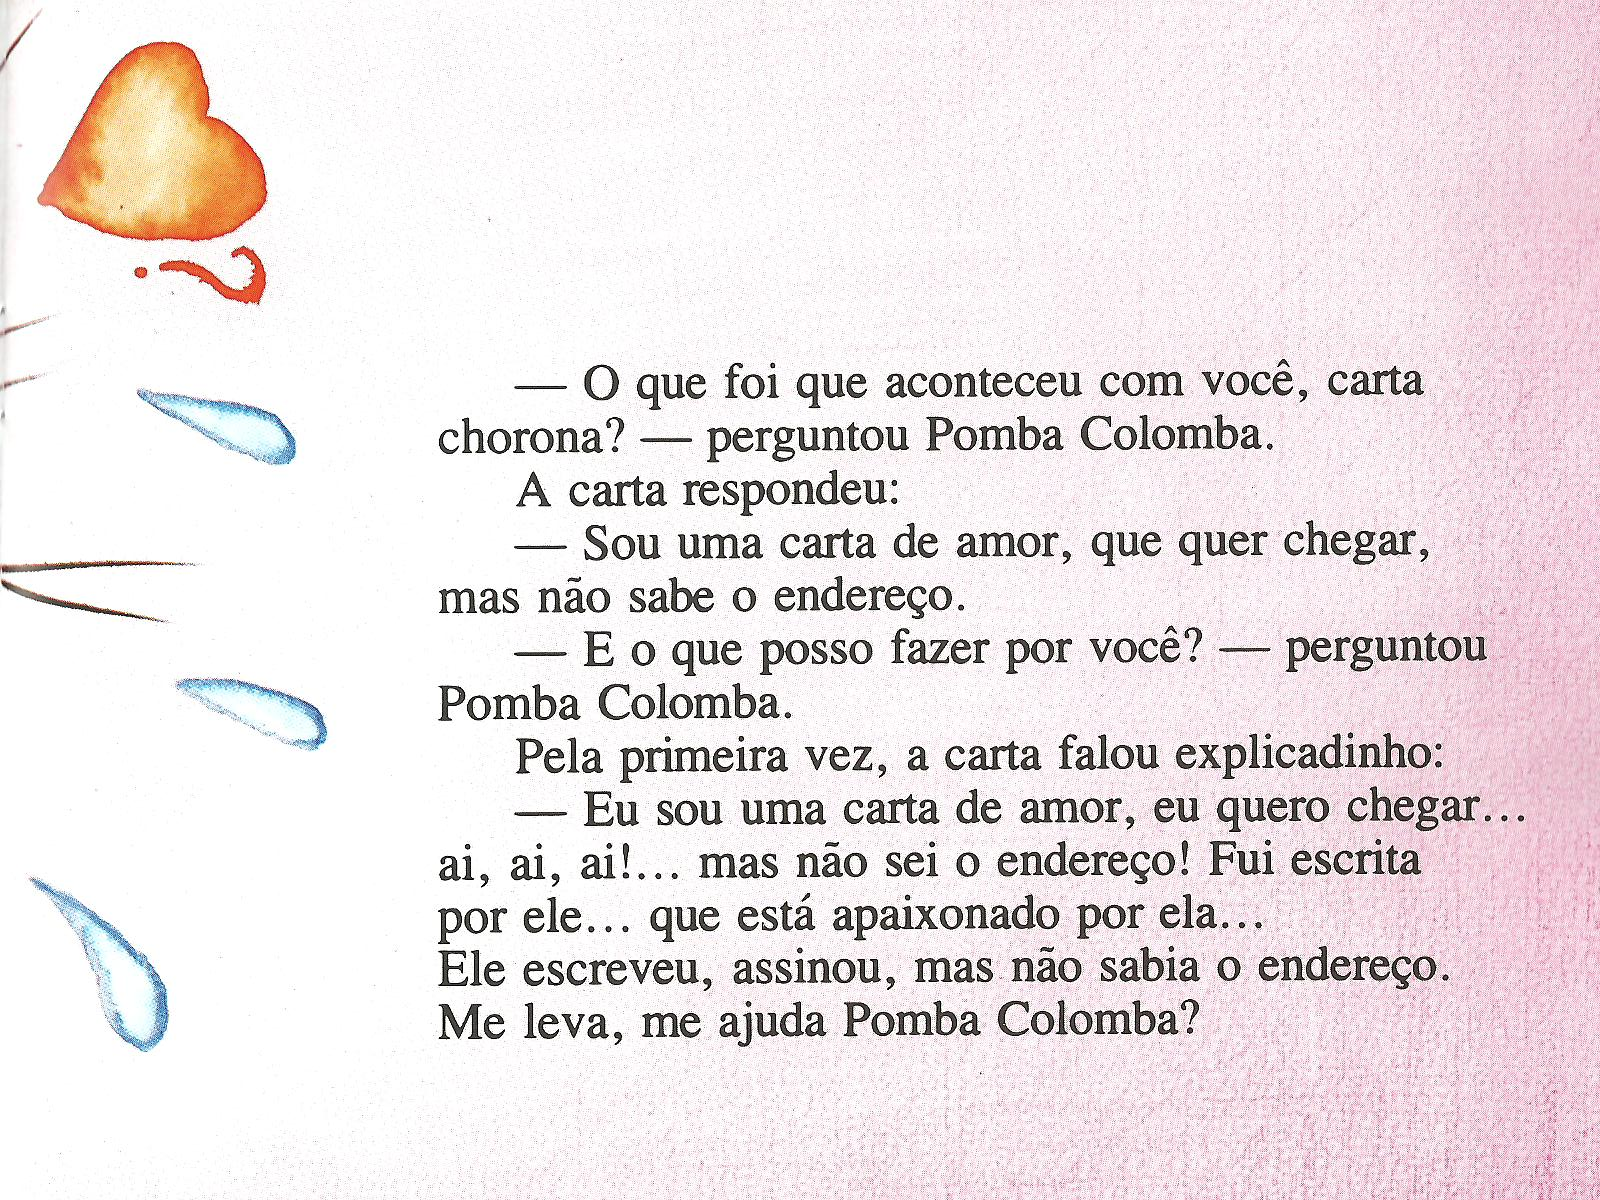 — O que foi que aconteceu com você, carta
chorona? — perguntou Pomba Colomba.
A carta respondeu:
— Sou uma carta de amor, que quer chegar,
mas não sabe o endereço.
— E o que posso fazer por você? — perguntou
Pomba Colomba.
Pela primeira vez, a carta falou explicadinho:
— Eu sou uma carta de amor, eu quero chegar...
ai, ai, ai!... mas não sei o endereço! Fui escrita
por ele... que está apaixonado por ela...
Ele escreveu, assinou, mas não sabia o endereço.
Me leva, me ajuda Pomba Colomba?